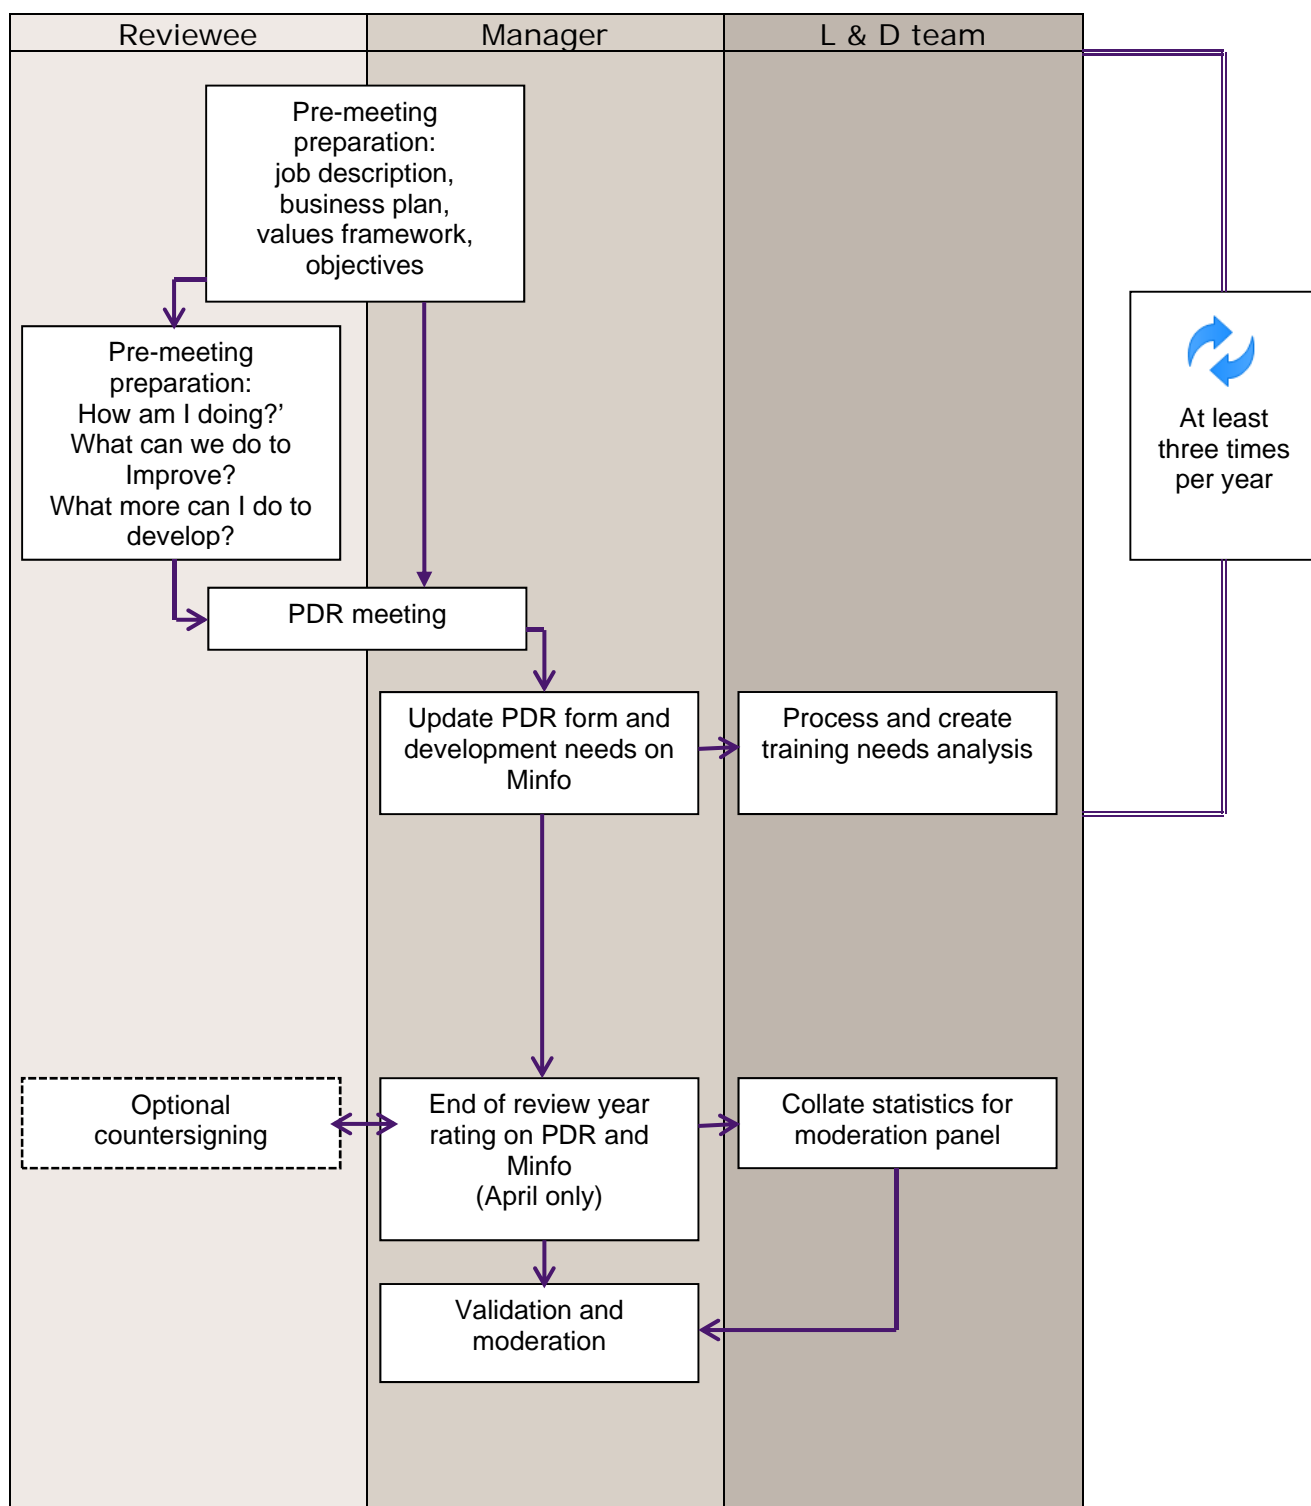 Reviewee
Manager
L & D team
Pre-meeting
preparation:
job description,
business plan,
values framework,
objectives
Pre-meeting
preparation:
How am I doing?’
What can we do to
Improve?
What more can I do to
develop?
At least
three times
per year
PDR meeting
Update PDR form and
development needs on
Minfo
Process and create
training needs analysis
Optional
countersigning
End of review year
rating on PDR and
Minfo
(April only)
Collate statistics for
moderation panel
Validation and
moderation